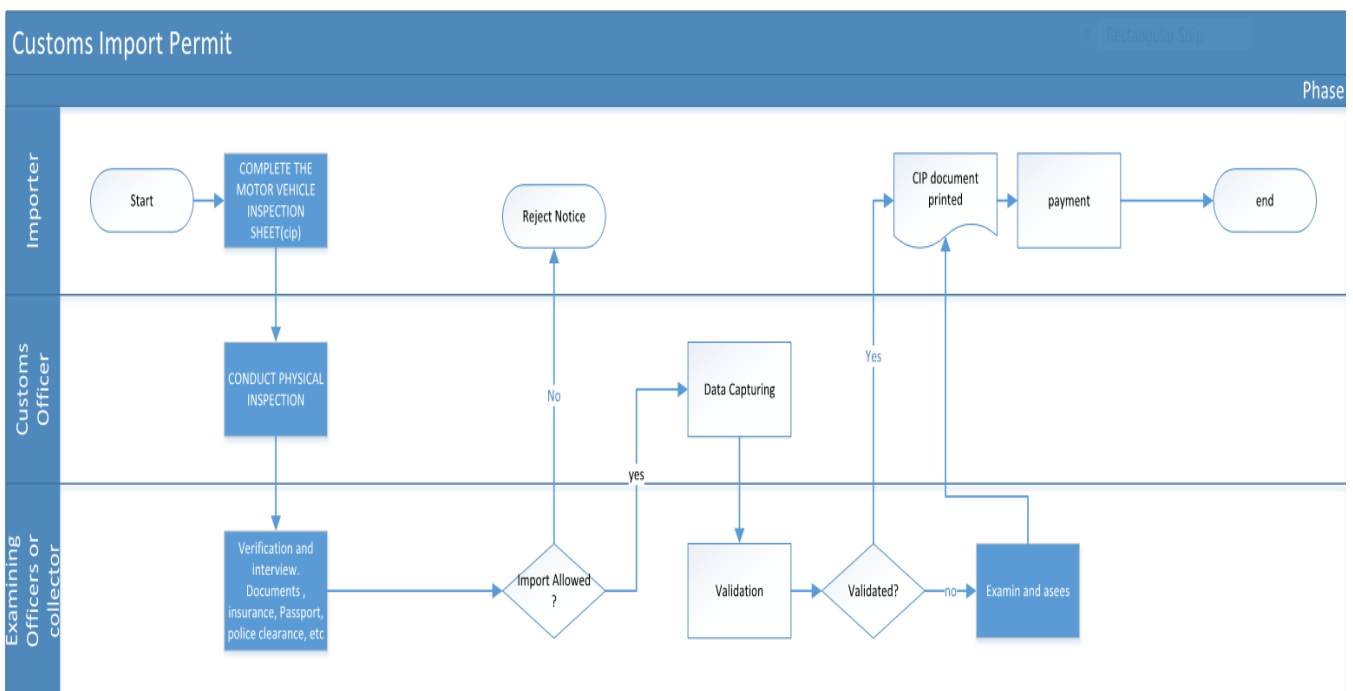 Customs Import Permit
Rectangular Snip
Phase
Importer
Start
COMPLETE THE
MOTOR VEHICLE
INSPECTION
SHEET(cip)
Reject Notice
CIP document
printed
payment
end
Customs
Officer
CONDUCT PHYSICAL
INSPECTION
No
yes
Data Capturing
Yes
Examining
Officers or
collector
Verification and
interview.
Documents ,
insurance, Passport,
police clearance, etc
Import Allowed
?
Validation
Validated?
no
Examin and asees